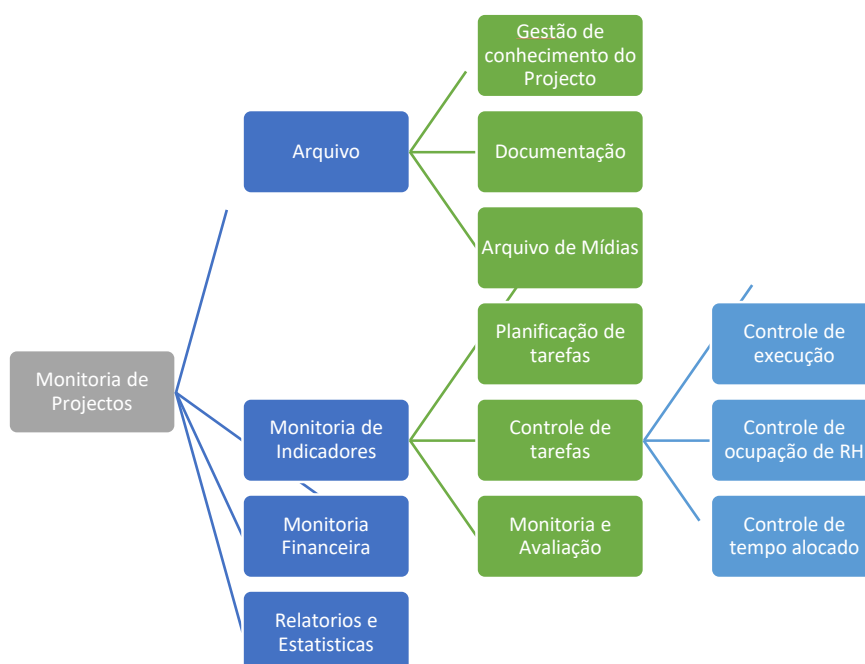 Gestão de
conhecimento do
Projecto
Arquivo
Documentação
Arquivo de Mídias
Planificação de
tarefas
Controle de
execução
Monitoria de
Projectos
Monitoria de
Indicadores
Controle de
tarefas
Controle de
ocupação de RH
Monitoria
Financeira
Monitoria e
Avaliação
Controle de
tempo alocado
Relatorios e
Estatisticas